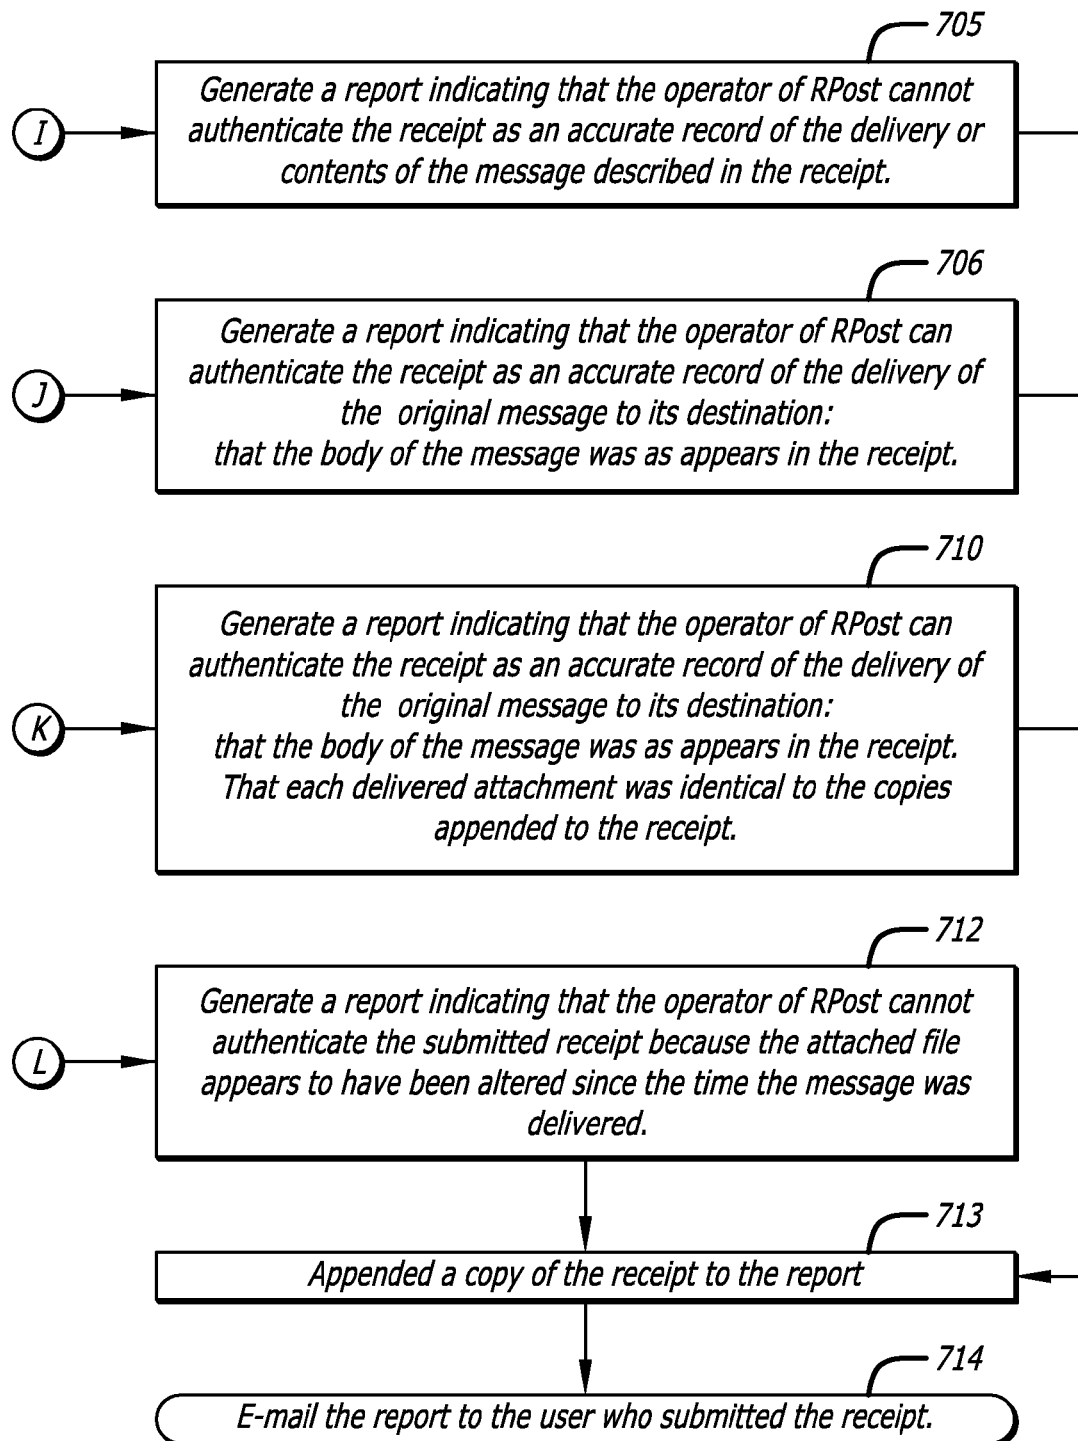 705
Generate a report indicating that the operator of RPost cannot
authenticate the receipt as an accurate record of the delivery or
contents of the message described in the receipt.
I
706
Generate a report indicating that the operator of RPost can
authenticate the receipt as an accurate record of the delivery of
the original message to its destination:
that the body of the message was as appears in the receipt.
J
710
Generate a report indicating that the operator of RPost can
authenticate the receipt as an accurate record of the delivery of
the original message to its destination:
that the body of the message was as appears in the receipt.
That each delivered attachment was identical to the copies
appended to the receipt.
K
712
Generate a report indicating that the operator of RPost cannot
authenticate the submitted receipt because the attached file
appears to have been altered since the time the message was
delivered.
L
713
Appended a copy of the receipt to the report
714
E-mail the report to the user who submitted the receipt.